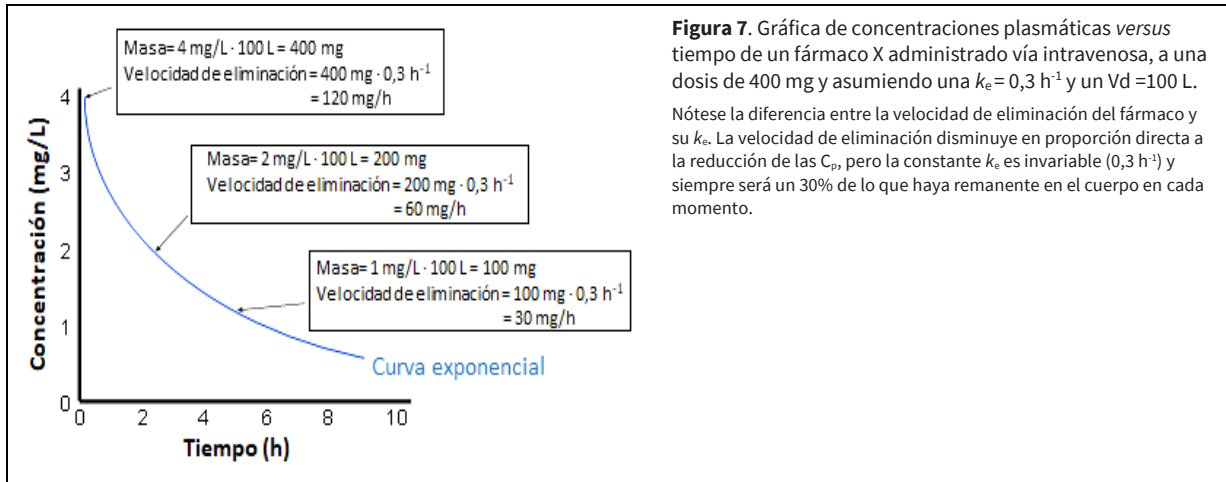 Masa= 4 mg/L · 100 L = 400 mg
Velocidad de eliminación = 400 mg · 0,3 h⁻¹
= 120 mg/h
Masa= 2 mg/L · 100 L = 200 mg
Velocidad de eliminación = 200 mg · 0,3 h⁻¹
= 60 mg/h
Masa= 1 mg/L · 100 L = 100 mg
Velocidad de eliminación = 100 mg · 0,3 h⁻¹
= 30 mg/h
Curva exponencial
Concentración (mg/L)
4
3
2
1
0
0 2 4 6 8 10
Tiempo (h)
Figura 7. Gráfica de concentraciones plasmáticas versus
tiempo de un fármaco X administrado vía intravenosa, a una
dosis de 400 mg y asumiendo una kₑ = 0,3 h⁻¹ y un Vd =100 L.
Nótese la diferencia entre la velocidad de eliminación del fármaco y
su kₑ. La velocidad de eliminación disminuye en proporción directa a
la reducción de las Cₚ, pero la constante kₑ es invariable (0,3 h⁻¹) y
siempre será un 30% de lo que haya remanente en el cuerpo en cada
momento.